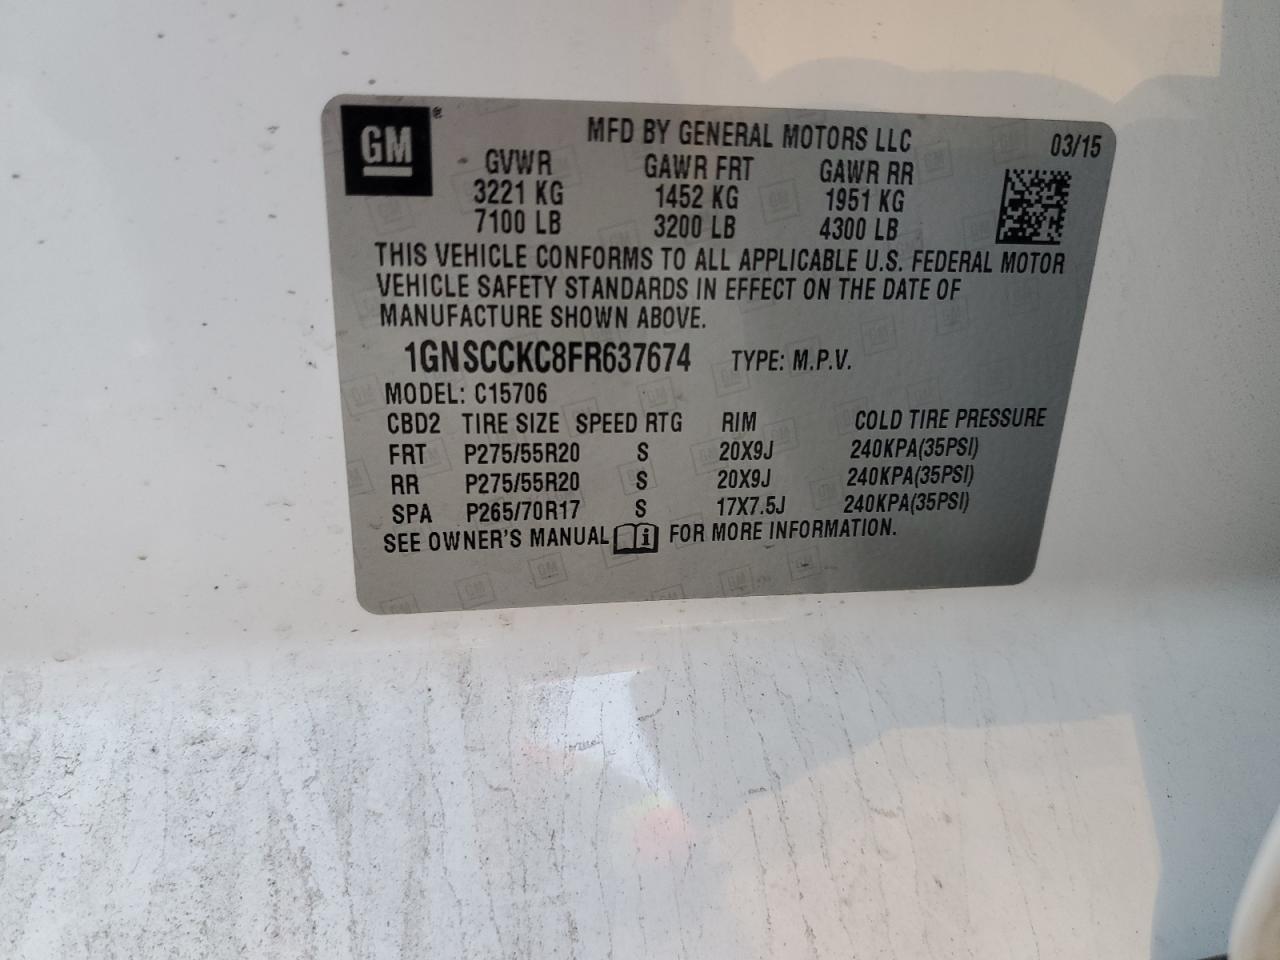 GM ®
MFD BY GENERAL MOTORS LLC 03/15
GVWR GAWR FRT GAWR RR
3221 KG 1452 KG 1951 KG
7100 LB 3200 LB 4300 LB
THIS VEHICLE CONFORMS TO ALL APPLICABLE U.S. FEDERAL MOTOR
VEHICLE SAFETY STANDARDS IN EFFECT ON THE DATE OF
MANUFACTURE SHOWN ABOVE.
1GNSCCKC8FR637674 TYPE: M.P.V.
MODEL: C15706
CBD2 TIRE SIZE SPEED RTG RIM COLD TIRE PRESSURE
FRT P275/55R20 S 20X9J 240KPA(35PSI)
RR P275/55R20 S 20X9J 240KPA(35PSI)
SPA P265/70R17 S 17X7.5J 240KPA(35PSI)
SEE OWNER'S MANUAL i FOR MORE INFORMATION.